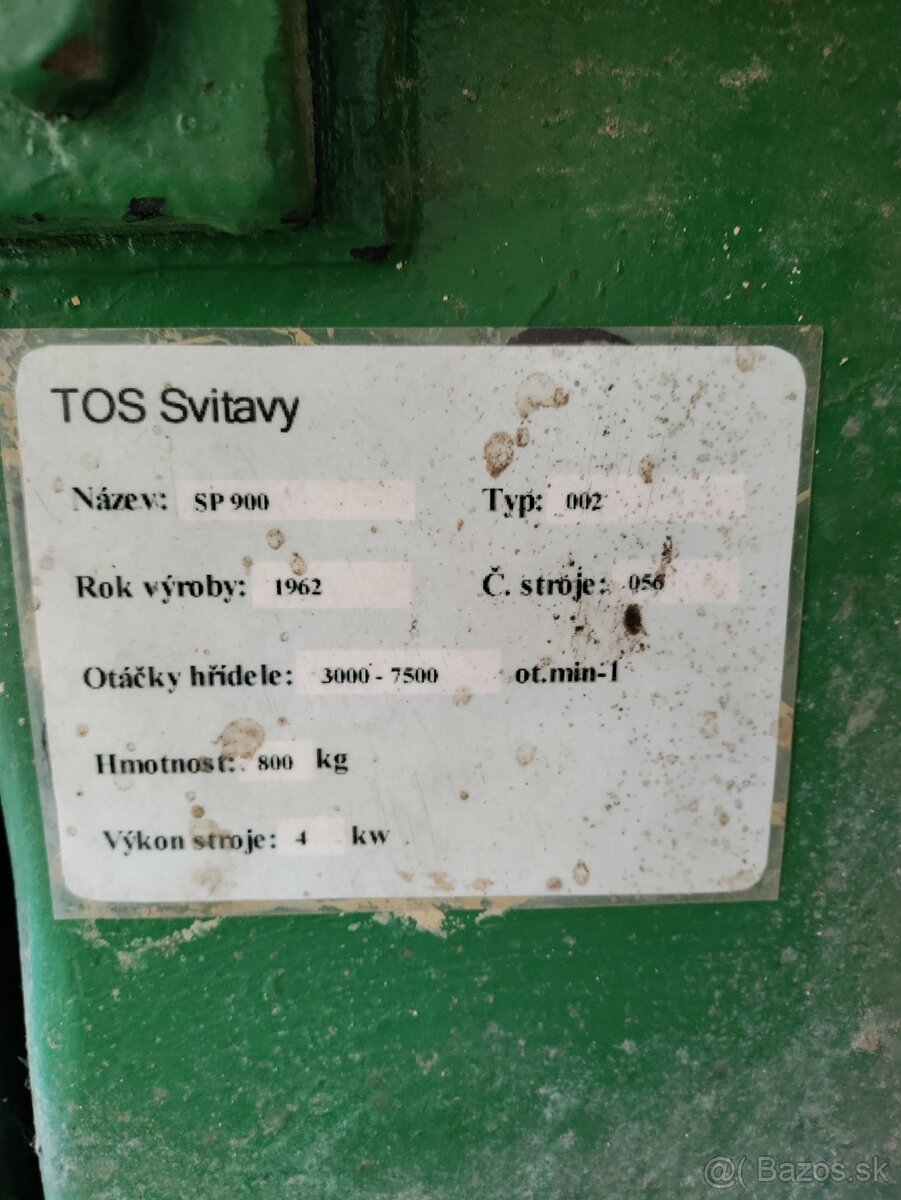 TOS Svitavy
Název: SP 900 Typ: 002
Rok výroby: 1962 Č. stroje: 056
Otáčky hřídele: 3000 - 7500 ot.min-1
Hmotnost: 800 kg
Výkon stroje: 4 kw
@( Bazos.sk